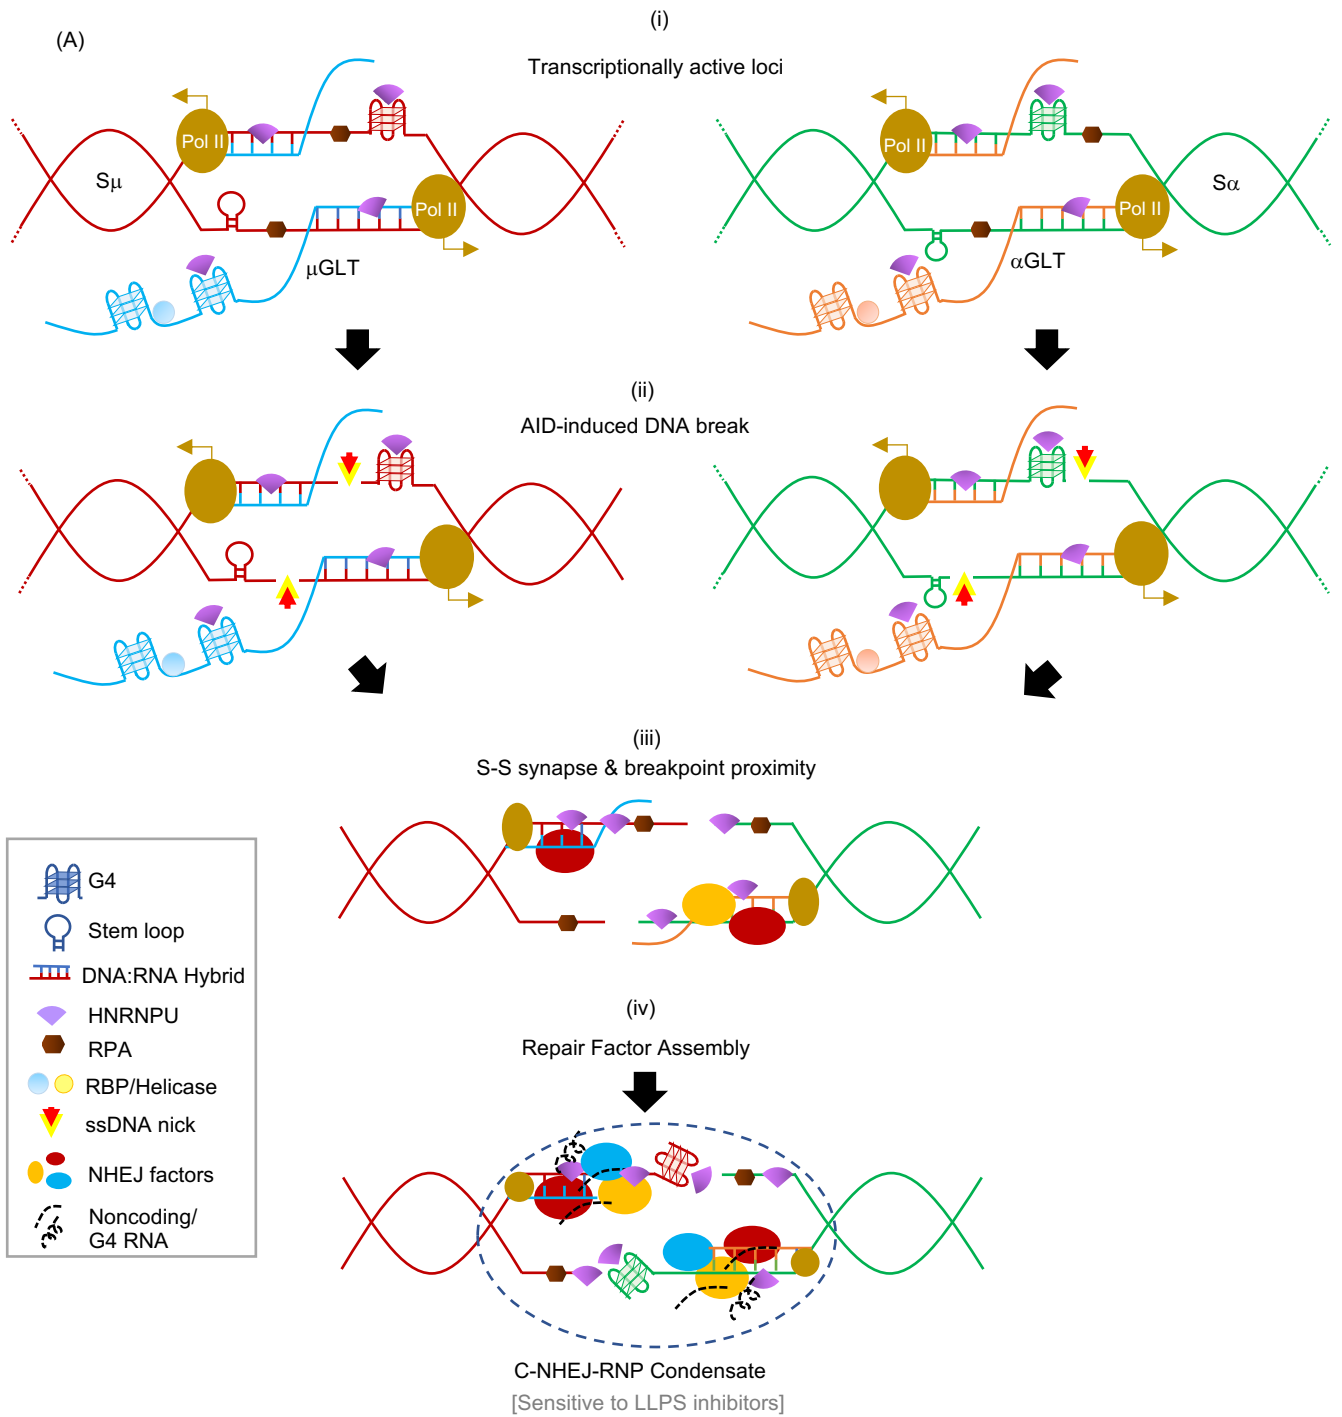 (A)
(i)
Transcriptionally active loci
Pol II
Pol II
Sμ
Pol II
Pol II
Sα
μGLT
αGLT
(ii)
AID-induced DNA break
(iii)
S-S synapse & breakpoint proximity
G4
Stem loop
DNA:RNA Hybrid
HNRNPU
RPA
RBP/Helicase
ssDNA nick
NHEJ factors
Noncoding/
G4 RNA
(iv)
Repair Factor Assembly
C-NHEJ-RNP Condensate
[Sensitive to LLPS inhibitors]